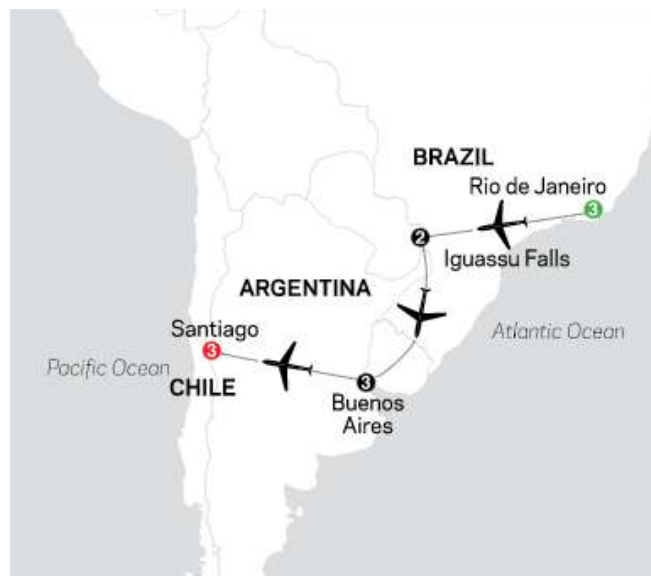 BRAZIL
Rio de Janeiro
3
2
Iguassu Falls
ARGENTINA
Santiago
3
Atlantic Ocean
Pacific Ocean
CHILE
3
Buenos
Aires